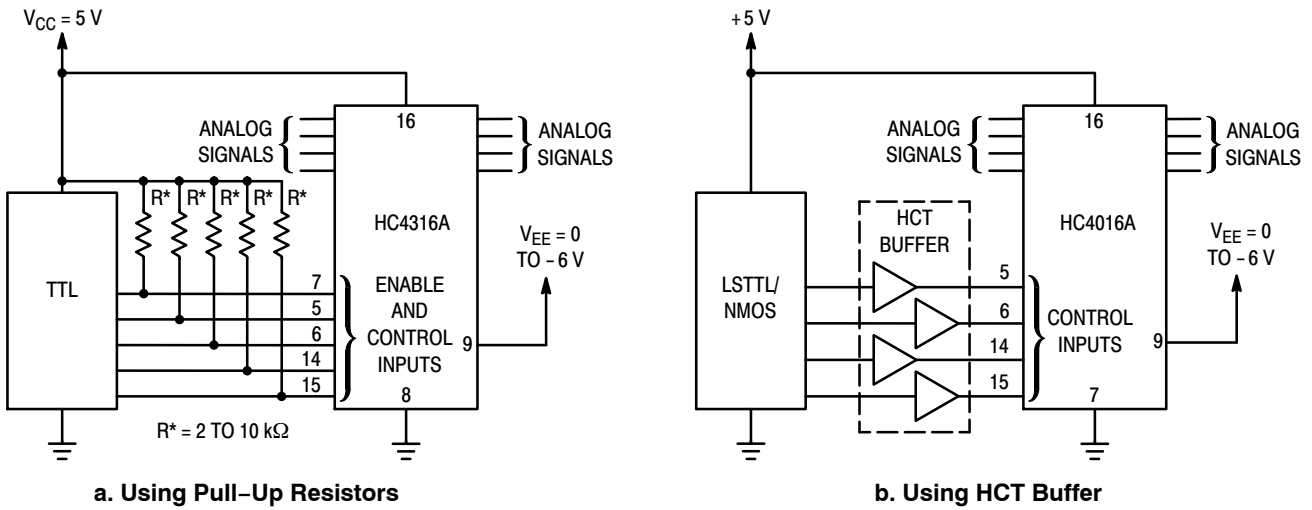 V_CC = 5 V
ANALOG
SIGNALS
16
ANALOG
SIGNALS
R* R* R* R* R*
HC4316A
V_EE = 0
TO −6 V
TTL
7
5
6
14
15
ENABLE
AND
CONTROL
INPUTS
9
8
R* = 2 TO 10 kΩ
a. Using Pull−Up Resistors
+5 V
ANALOG
SIGNALS
16
ANALOG
SIGNALS
HCT
BUFFER
HC4016A
V_EE = 0
TO −6 V
LSTTL/
NMOS
5
6
14
15
CONTROL
INPUTS
9
7
b. Using HCT Buffer